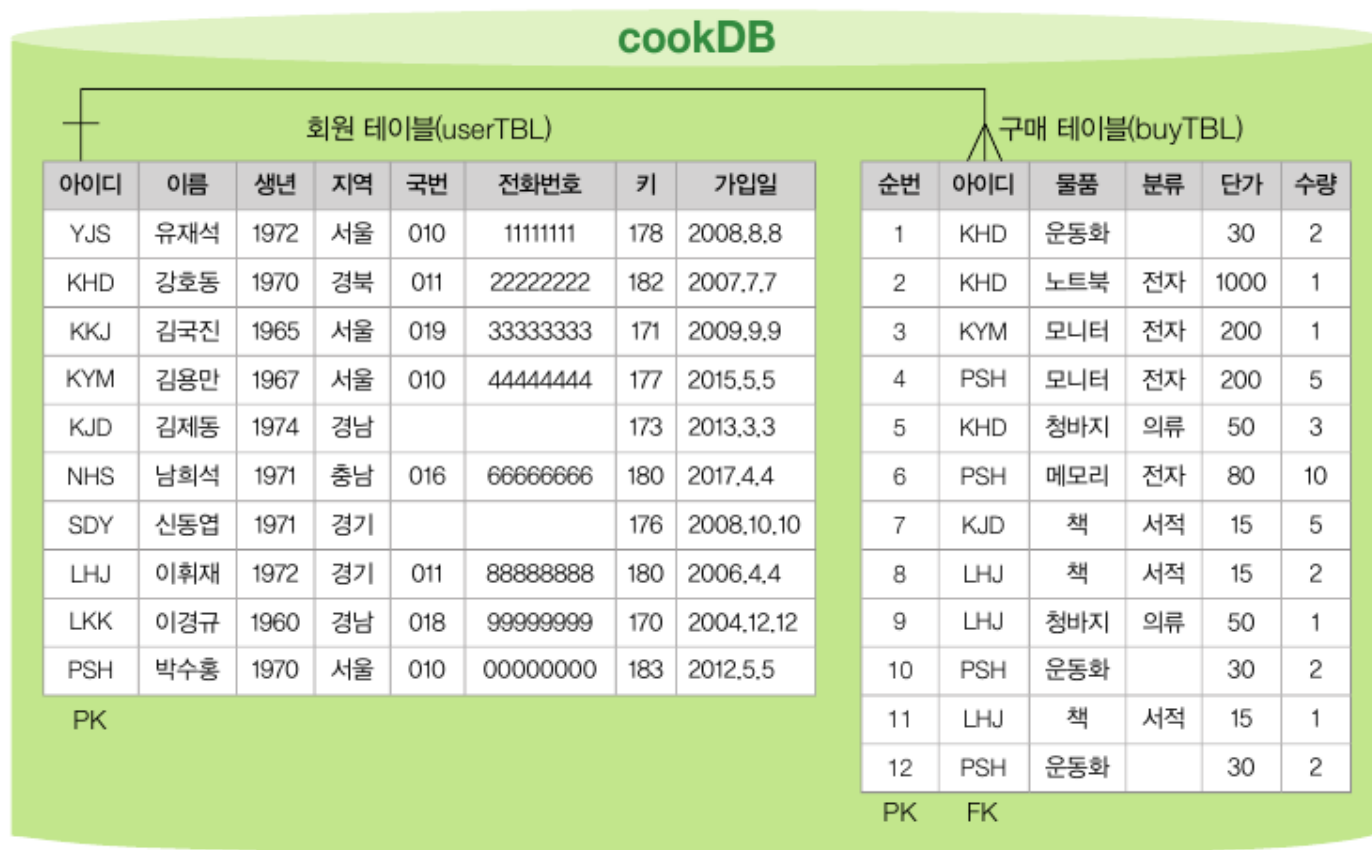 cookDB
회원 테이블(userTBL)
아이디 이름 생년 지역 국번 전화번호 키 가입일
YJS 유재석 1972 서울 010 11111111 178 2008.8.8
KHD 강호동 1970 경북 011 22222222 182 2007.7.7
KKJ 김국진 1965 서울 019 33333333 171 2009.9.9
KYM 김용만 1967 서울 010 44444444 177 2015.5.5
KJD 김제동 1974 경남 173 2013.3.3
NHS 남희석 1971 충남 016 66666666 180 2017.4.4
SDY 신동엽 1971 경기 176 2008.10.10
LHJ 이휘재 1972 경기 011 88888888 180 2006.4.4
LKK 이경규 1960 경남 018 99999999 170 2004.12.12
PSH 박수홍 1970 서울 010 00000000 183 2012.5.5
PK
구매 테이블(buyTBL)
순번 아이디 물품 분류 단가 수량
1 KHD 운동화 30 2
2 KHD 노트북 전자 1000 1
3 KYM 모니터 전자 200 1
4 PSH 모니터 전자 200 5
5 KHD 청바지 의류 50 3
6 PSH 메모리 전자 80 10
7 KJD 책 서적 15 5
8 LHJ 책 서적 15 2
9 LHJ 청바지 의류 50 1
10 PSH 운동화 30 2
11 LHJ 책 서적 15 1
12 PSH 운동화 30 2
PK FK